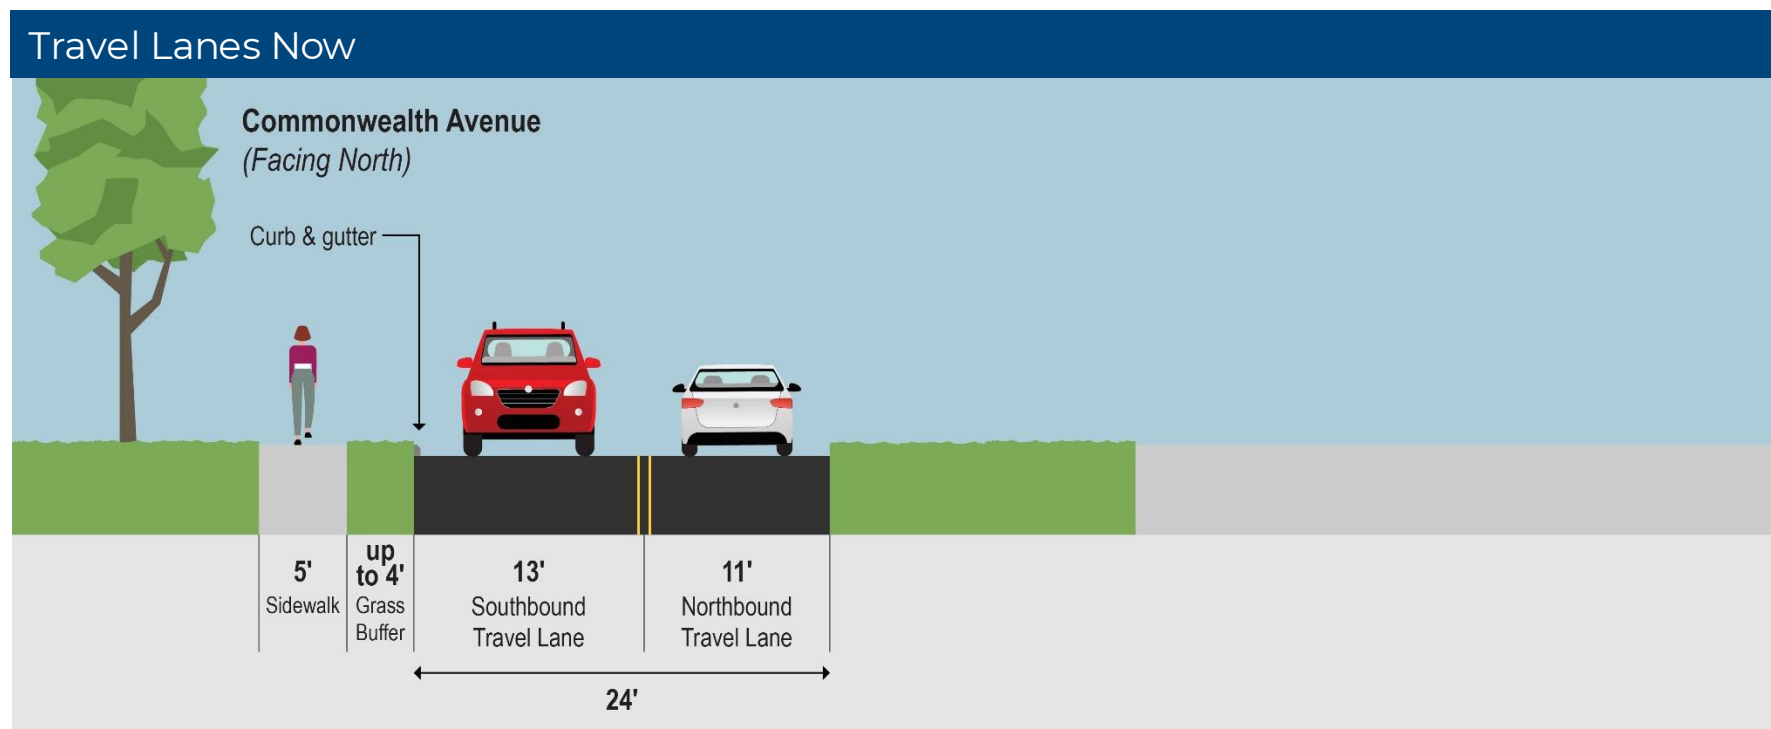 Travel Lanes Now
Commonwealth Avenue
(Facing North)
Curb & gutter
5'
Sidewalk
up
to 4'
Grass
Buffer
13'
Southbound
Travel Lane
11'
Northbound
Travel Lane
24'